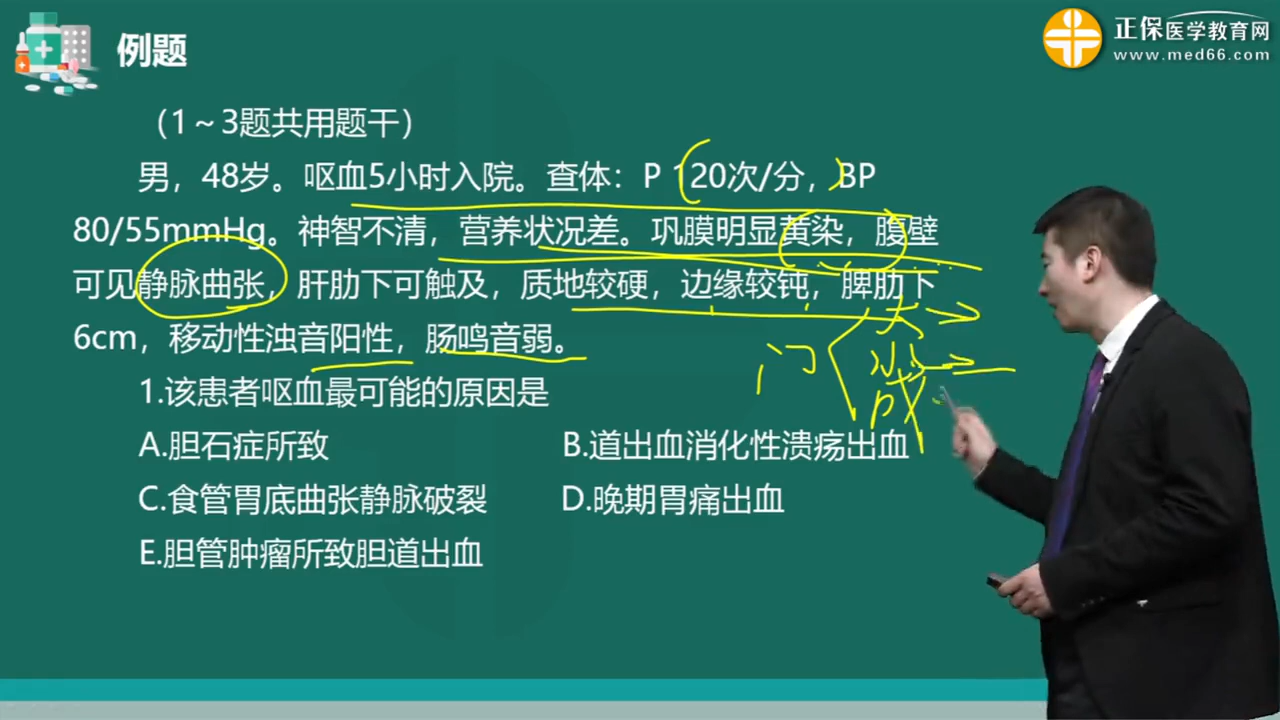 例题
正保医学教育网
www.med66.com
（1～3题共用题干）
男，48岁。呕血5小时入院。查体：P 120次/分，BP
80/55mmHg。神智不清，营养状况差。巩膜明显黄染，腹壁
可见静脉曲张，肝肋下可触及，质地较硬，边缘较钝，脾肋下
6cm，移动性浊音阳性，肠鸣音弱。
门
大
水
1.该患者呕血最可能的原因是
A.胆石症所致
B.道出血消化性溃疡出血
C.食管胃底曲张静脉破裂
D.晚期胃痛出血
E.胆管肿瘤所致胆道出血